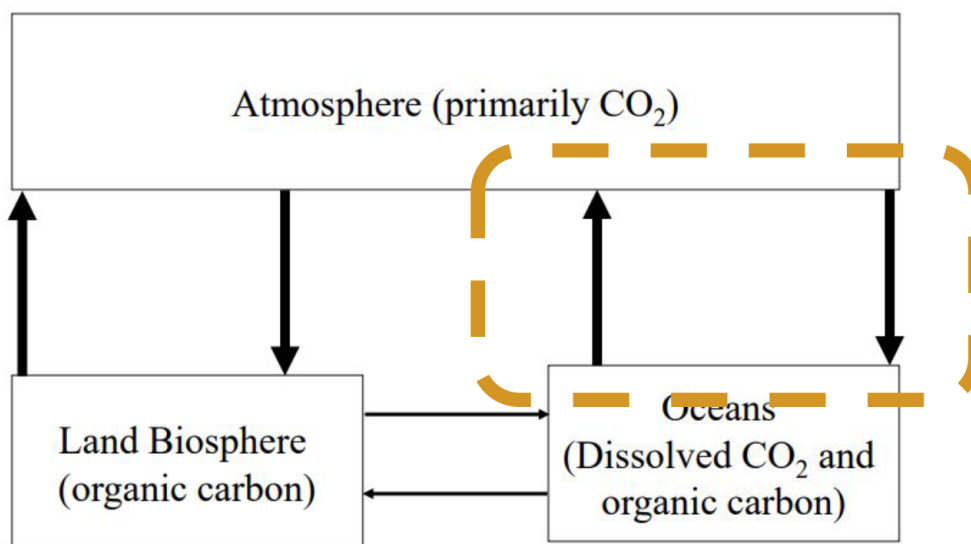 Atmosphere (primarily CO₂)
Land Biosphere
(organic carbon)
Oceans
(Dissolved CO₂ and
organic carbon)